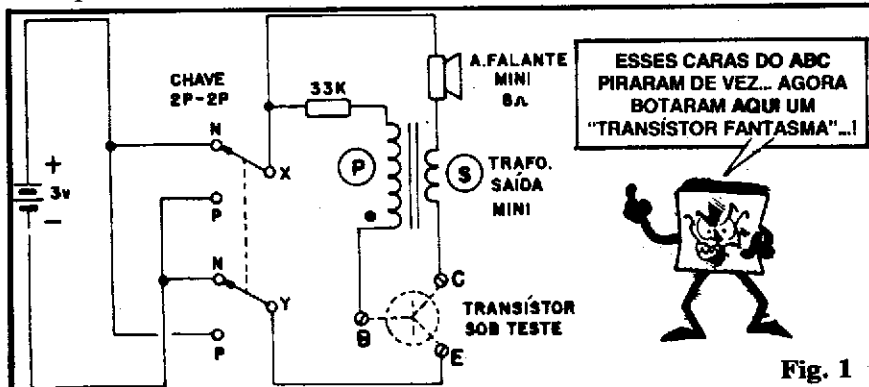 CHAVE
2P-2P
N
X
P
N
Y
P
+
3v
-
33K
P
S
A.FALANTE
MINI
8Ω
TRAFO.
SAÍDA
MINI
C
B
E
TRANSÍSTOR
SOB TESTE
ESSES CARAS DO ABC
PIRARAM DE VEZ... AGORA
BOTARAM AQUI UM
"TRANSÍSTOR FANTASMA"...!
Fig. 1